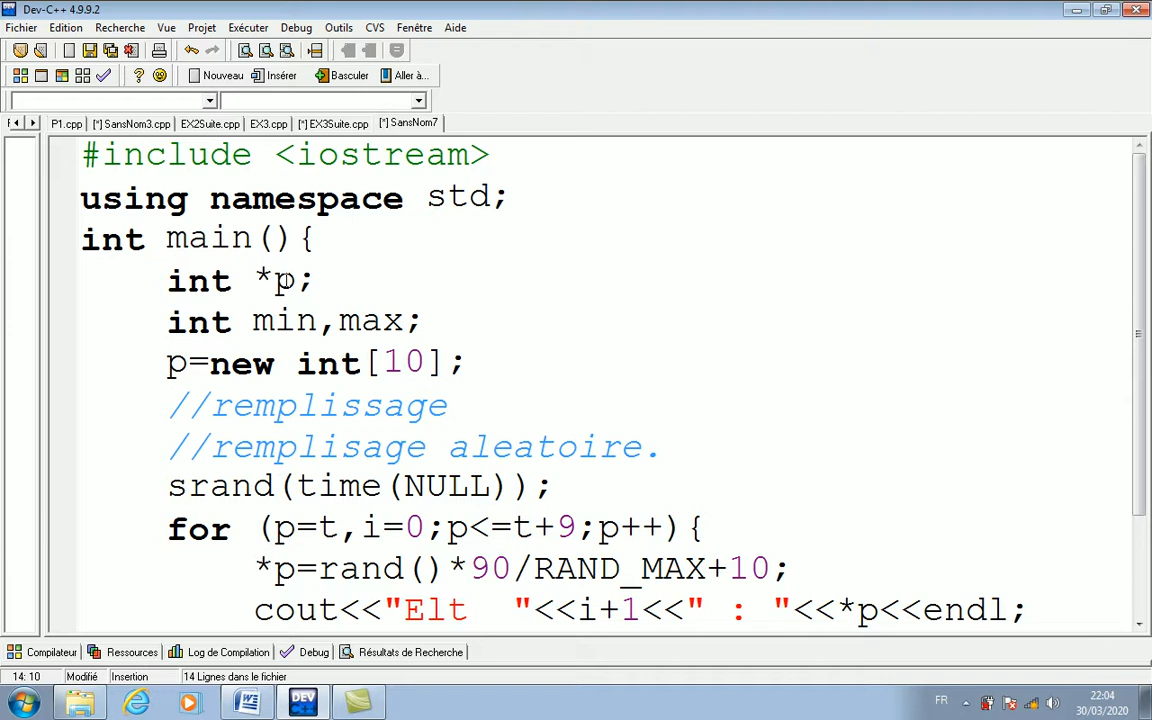 Dev-C++ 4.9.9.2
Fichier Edition Recherche Vue Projet Exécuter Debug Outils CVS Fenêtre Aide
Nouveau Insérer Basculer Aller à...
P1.cpp [*] SansNom3.cpp EX2Suite.cpp EX3.cpp [*] EX3Suite.cpp [*] SansNom7
#include <iostream>
using namespace std;
int main(){
int *p;
int min,max;
p=new int[10];
//remplissage
//remplisage aleatoire.
srand(time(NULL));
for (p=t,i=0;p<=t+9;p++){
*p=rand()*90/RAND_MAX+10;
cout<<"Elt  "<<i+1<<" : "<<*p<<endl;
Compilateur Ressources Log de Compilation Debug Résultats de Recherche
14: 10 Modifié Insertion 14 Lignes dans le fichier
FR 22:04
30/03/2020